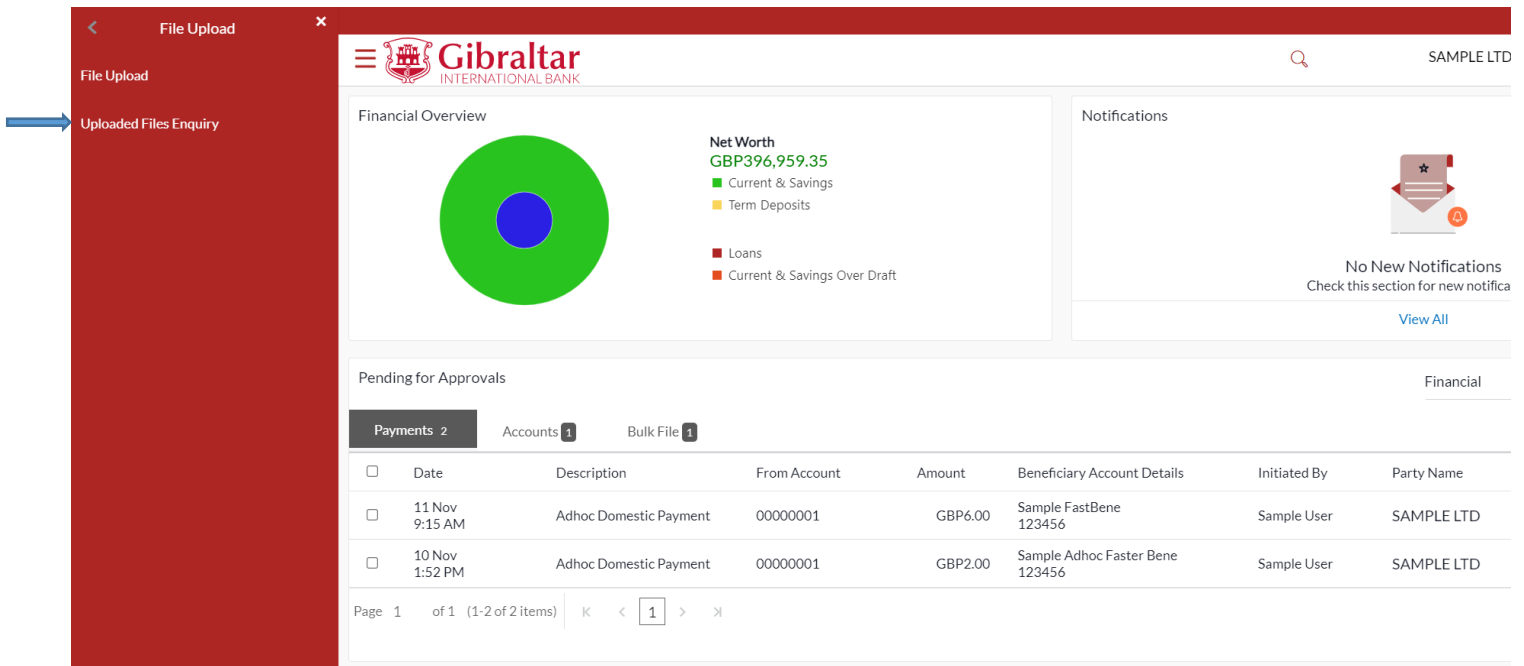 File Upload
File Upload
Uploaded Files Enquiry
Gibraltar
INTERNATIONAL BANK
SAMPLE LTD
Financial Overview
Net Worth
GBP396,959.35
Current & Savings
Term Deposits
Loans
Current & Savings Over Draft
Notifications
No New Notifications
Check this section for new notifica
View All
Pending for Approvals
Financial
Payments 2 Accounts 1 Bulk File 1
Date Description From Account Amount Beneficiary Account Details Initiated By Party Name
11 Nov
9:15 AM Adhoc Domestic Payment 00000001 GBP6.00 Sample FastBene
123456 Sample User SAMPLE LTD
10 Nov
1:52 PM Adhoc Domestic Payment 00000001 GBP2.00 Sample Adhoc Faster Bene
123456 Sample User SAMPLE LTD
Page 1 of 1 (1-2 of 2 items) 1